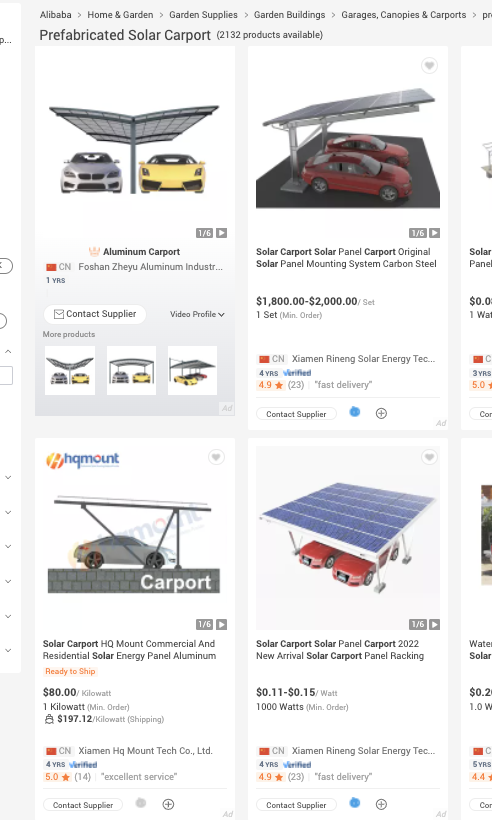 p...
Alibaba > Home & Garden > Garden Supplies > Garden Buildings > Garages, Canopies & Carports > pr
Prefabricated Solar Carport (2132 products available)
1/6
Aluminum Carport
CN Foshan Zheyu Aluminum Industr...
1 YRS
Contact Supplier
Video Profile
More products
Ad
1/6
Solar Carport Solar Panel Carport Original
Solar Panel Mounting System Carbon Steel
$1,800.00-$2,000.00/ Set
1 Set (Min. Order)
CN Xiamen Rineng Solar Energy Tec...
4 YRS Verified
4.9 ★ (23) "fast delivery"
Contact Supplier
Ad
Solar
Panel
$0.0
1 Wat
CN
3 YRS
5.0
Con
hqmount
Carport
1/6
Solar Carport HQ Mount Commercial And
Residential Solar Energy Panel Aluminum
Ready to Ship
$80.00/ Kilowatt
1 Kilowatt (Min. Order)
$197.12/Kilowatt (Shipping)
CN Xiamen Hq Mount Tech Co., Ltd.
4 YRS Verified
5.0 ★ (14) "excellent service"
Contact Supplier
Ad
1/6
Solar Carport Solar Panel Carport 2022
New Arrival Solar Carport Panel Racking
$0.11-$0.15/ Watt
1000 Watts (Min. Order)
CN Xiamen Rineng Solar Energy Tec...
4 YRS Verified
4.9 ★ (23) "fast delivery"
Contact Supplier
Ad
Water
Solar
$0.2
1.0 W
CN
5 YRS
4.4
Con